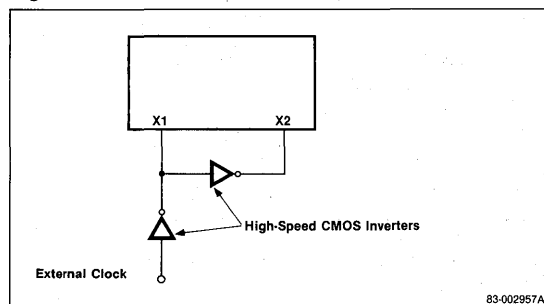 X1 X2
High-Speed CMOS Inverters
External Clock
83-002957A